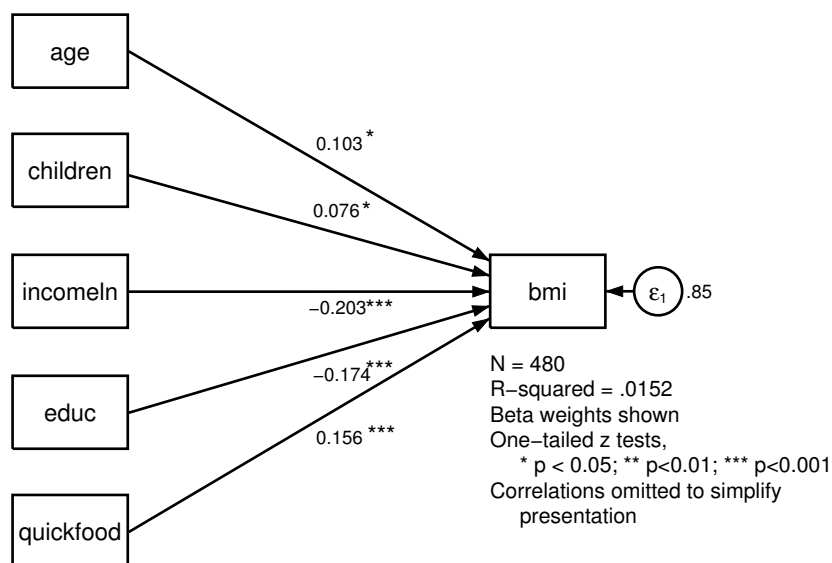 age
0.103 *
children
0.076 *
incomeln
−0.203***
bmi
ε1
.85
educ
−0.174***
quickfood
0.156 ***
N = 480
R−squared = .0152
Beta weights shown
One−tailed z tests,
* p < 0.05; ** p<0.01; *** p<0.001
Correlations omitted to simplify
presentation